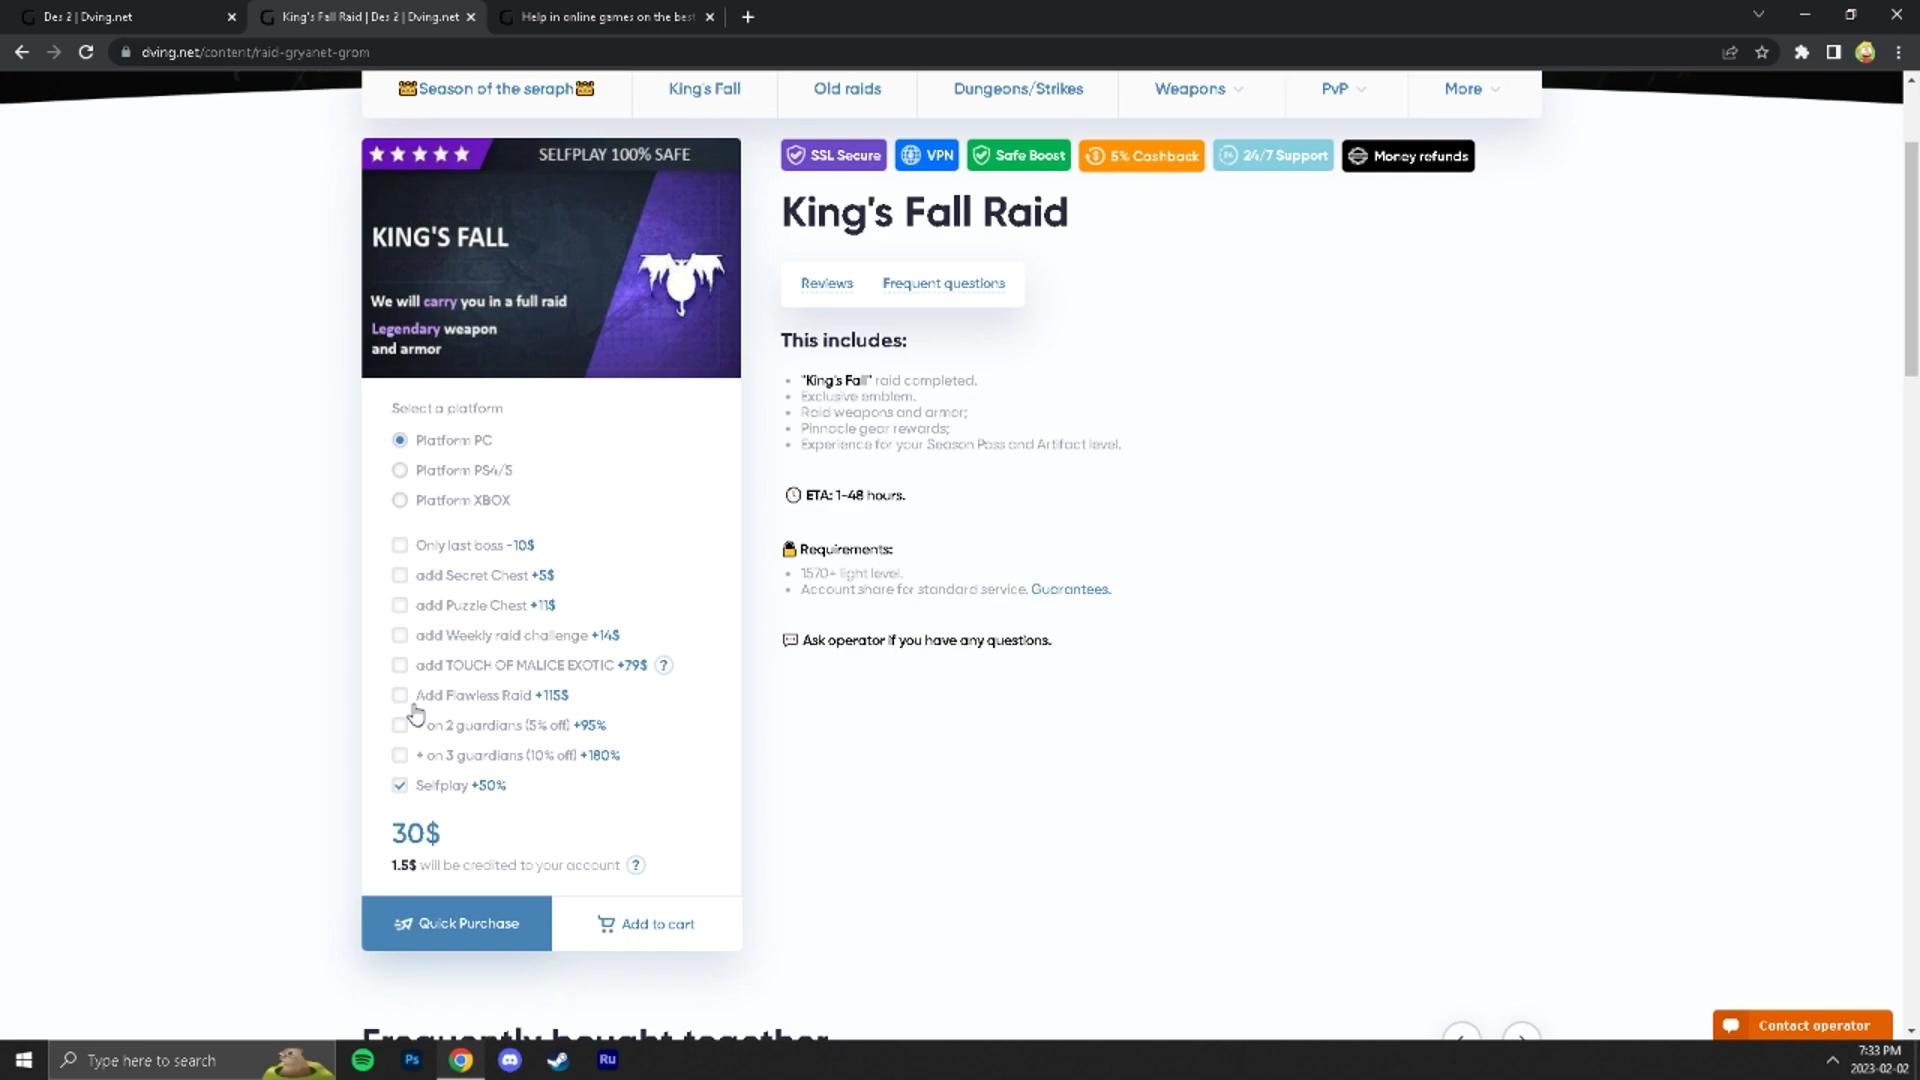 Des 2 | Dving.net
King's Fall Raid | Des 2 | Dving.net
Help in online games on the best
dving.net/content/raid-gryanet-grom
Season of the seraph
King's Fall
Old raids
Dungeons/Strikes
Weapons
PvP
More
SELFPLAY 100% SAFE
KING'S FALL
We will carry you in a full raid
Legendary weapon
and armor
SSL Secure
VPN
Safe Boost
5% Cashback
24/7 Support
Money refunds
King's Fall Raid
Reviews
Frequent questions
This includes:
• "King's Fall" raid completed.
• Exclusive emblem.
• Raid weapons and armor;
• Pinnacle gear rewards;
• Experience for your Season Pass and Artifact level.
ETA: 1-48 hours.
Requirements:
• 1570+ light level.
• Account share for standard service. Guarantees.
Ask operator if you have any questions.
Select a platform
Platform PC
Platform PS4/5
Platform XBOX
Only last boss -10$
add Secret Chest +5$
add Puzzle Chest +11$
add Weekly raid challenge +14$
add TOUCH OF MALICE EXOTIC +79$ ?
Add Flawless Raid +115$
on 2 guardians (5% off) +95%
+ on 3 guardians (10% off) +180%
Selfplay +50%
30$
1.5$ will be credited to your account ?
Quick Purchase
Add to cart
Frequently bought together
Contact operator
Type here to search
Ps
Ru
7:33 PM
2023-02-02